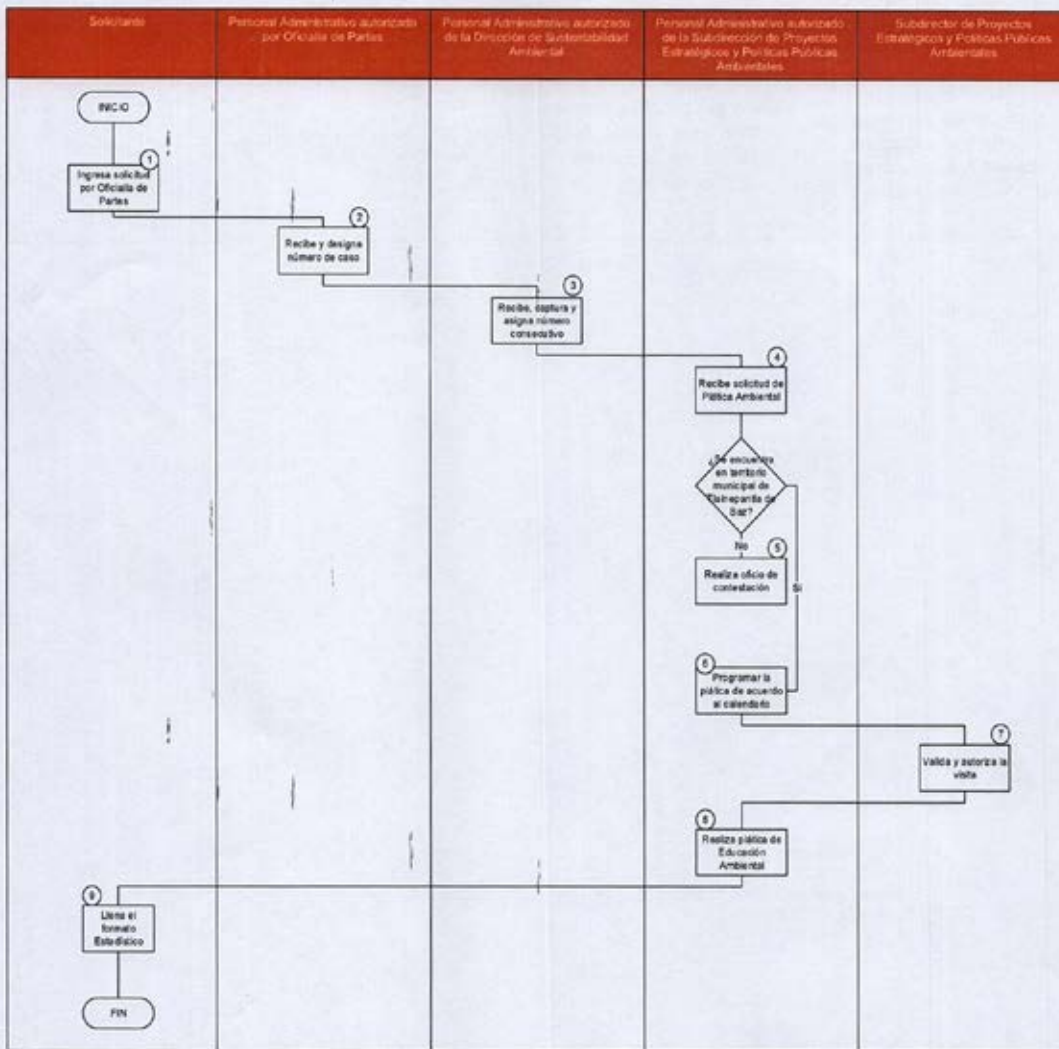 Solicitante
Personal Administrativo autorizado
por Oficialía de Partes
Personal Administrativo autorizado
de la Dirección de Sustentabilidad
Ambiental
Personal Administrativo autorizado
de la Subdirección de Proyectos
Estratégicos y Políticas Públicas
Ambientales
Subdirector de Proyectos
Estratégicos y Políticas Públicas
Ambientales
INICIO
1
Ingresa solicitud
por Oficialía de
Partes
2
Recibe y designa
número de caso
3
Recibe, captura y
asigna número
consecutivo
4
Recibe solicitud de
Plática Ambiental
¿Se encuentra
en territorio
municipal de
Tlalnepantla de
Baz?
No
5
Realiza oficio de
contestación
Si
6
Programar la
plática de acuerdo
al calendario
7
Valida y autoriza la
visita
8
Realiza plática de
Educación
Ambiental
9
Llena el
formato
Estadístico
FIN